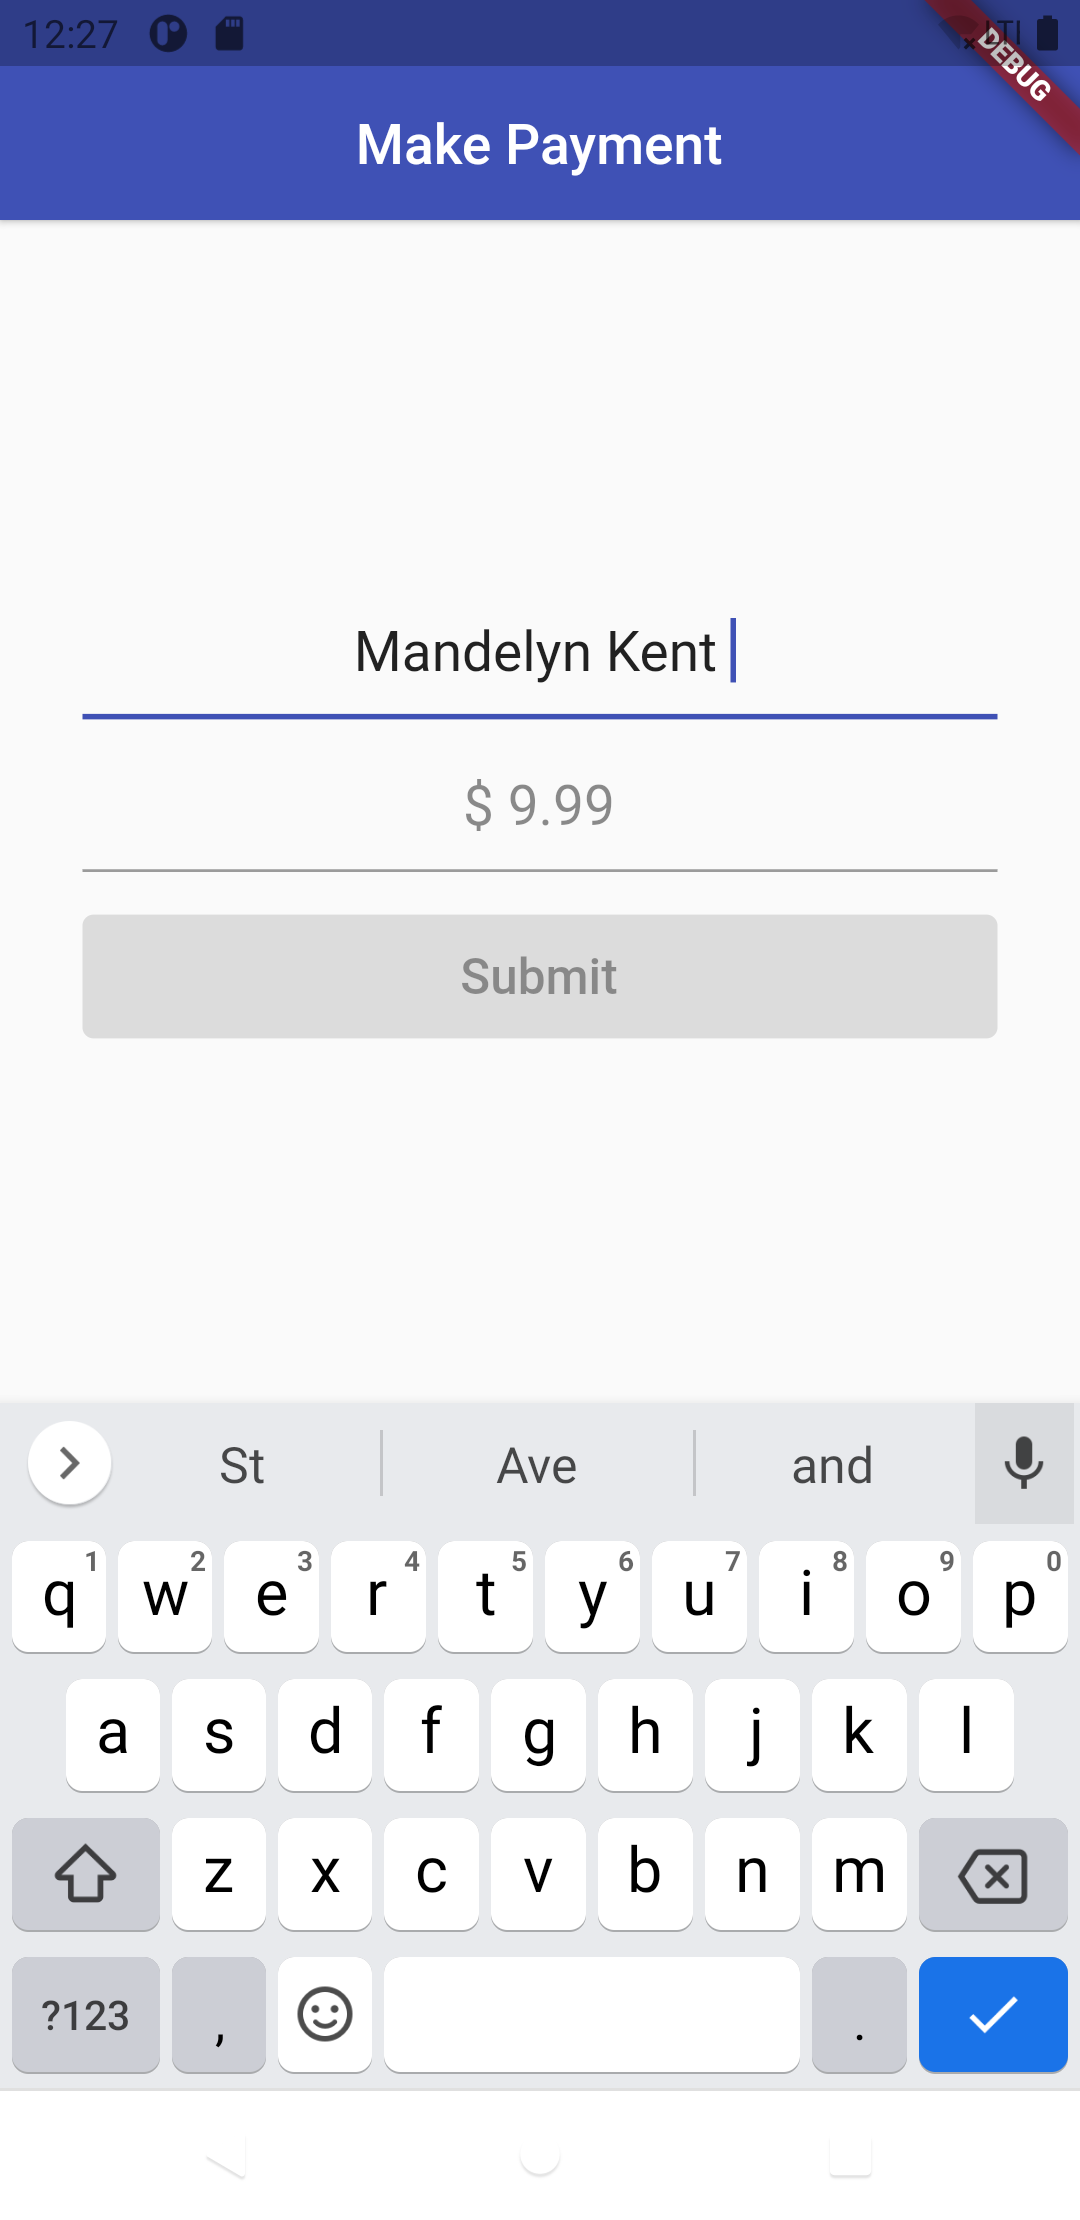 12:27
DEBUG
Make Payment
Mandelyn Kent
$ 9.99
Submit
St Ave and
q 1 w 2 e 3 r 4 t 5 y 6 u 7 i 8 o 9 p 0
a s d f g h j k l
z x c v b n m
?123 , .